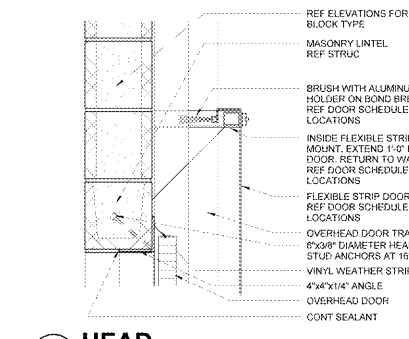 REF ELEVATIONS FOR
BLOCK TYPE
MASONRY LINTEL
REF STRUC
BRUSH WITH ALUMINU
HOLDER ON BOND BRE
REF DOOR SCHEDULE
LOCATIONS
INSIDE FLEXIBLE STRIP
MOUNT. EXTEND 1'-0"
DOOR. RETURN TO WA
REF DOOR SCHEDULE
LOCATIONS
FLEXIBLE STRIP DOOR
REF DOOR SCHEDULE
LOCATIONS
OVERHEAD DOOR TRA
6"x3/8" DIAMETER HEA
STUD ANCHORS AT 16
VINYL WEATHER STRIP
4"x4"x1/4" ANGLE
OVERHEAD DOOR
CONT SEALANT
HEAD